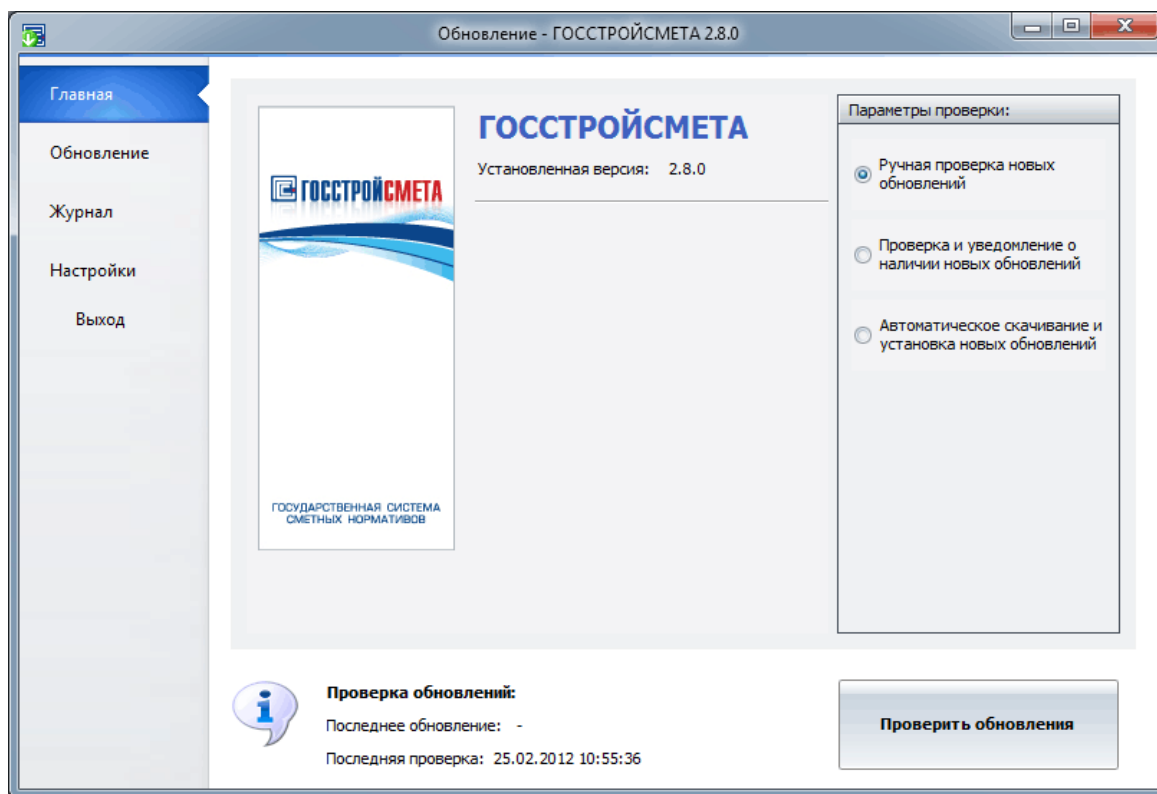 Обновление - ГОССТРОЙСМЕТА 2.8.0
Главная
Обновление
Журнал
Настройки
Выход
ГОССТРОЙСМЕТА
ГОСУДАРСТВЕННАЯ СИСТЕМА
СМЕТНЫХ НОРМАТИВОВ
ГОССТРОЙСМЕТА
Установленная версия: 2.8.0
Параметры проверки:
Ручная проверка новых
обновлений
Проверка и уведомление о
наличии новых обновлений
Автоматическое скачивание и
установка новых обновлений
Проверка обновлений:
Последнее обновление: -
Последняя проверка: 25.02.2012 10:55:36
Проверить обновления